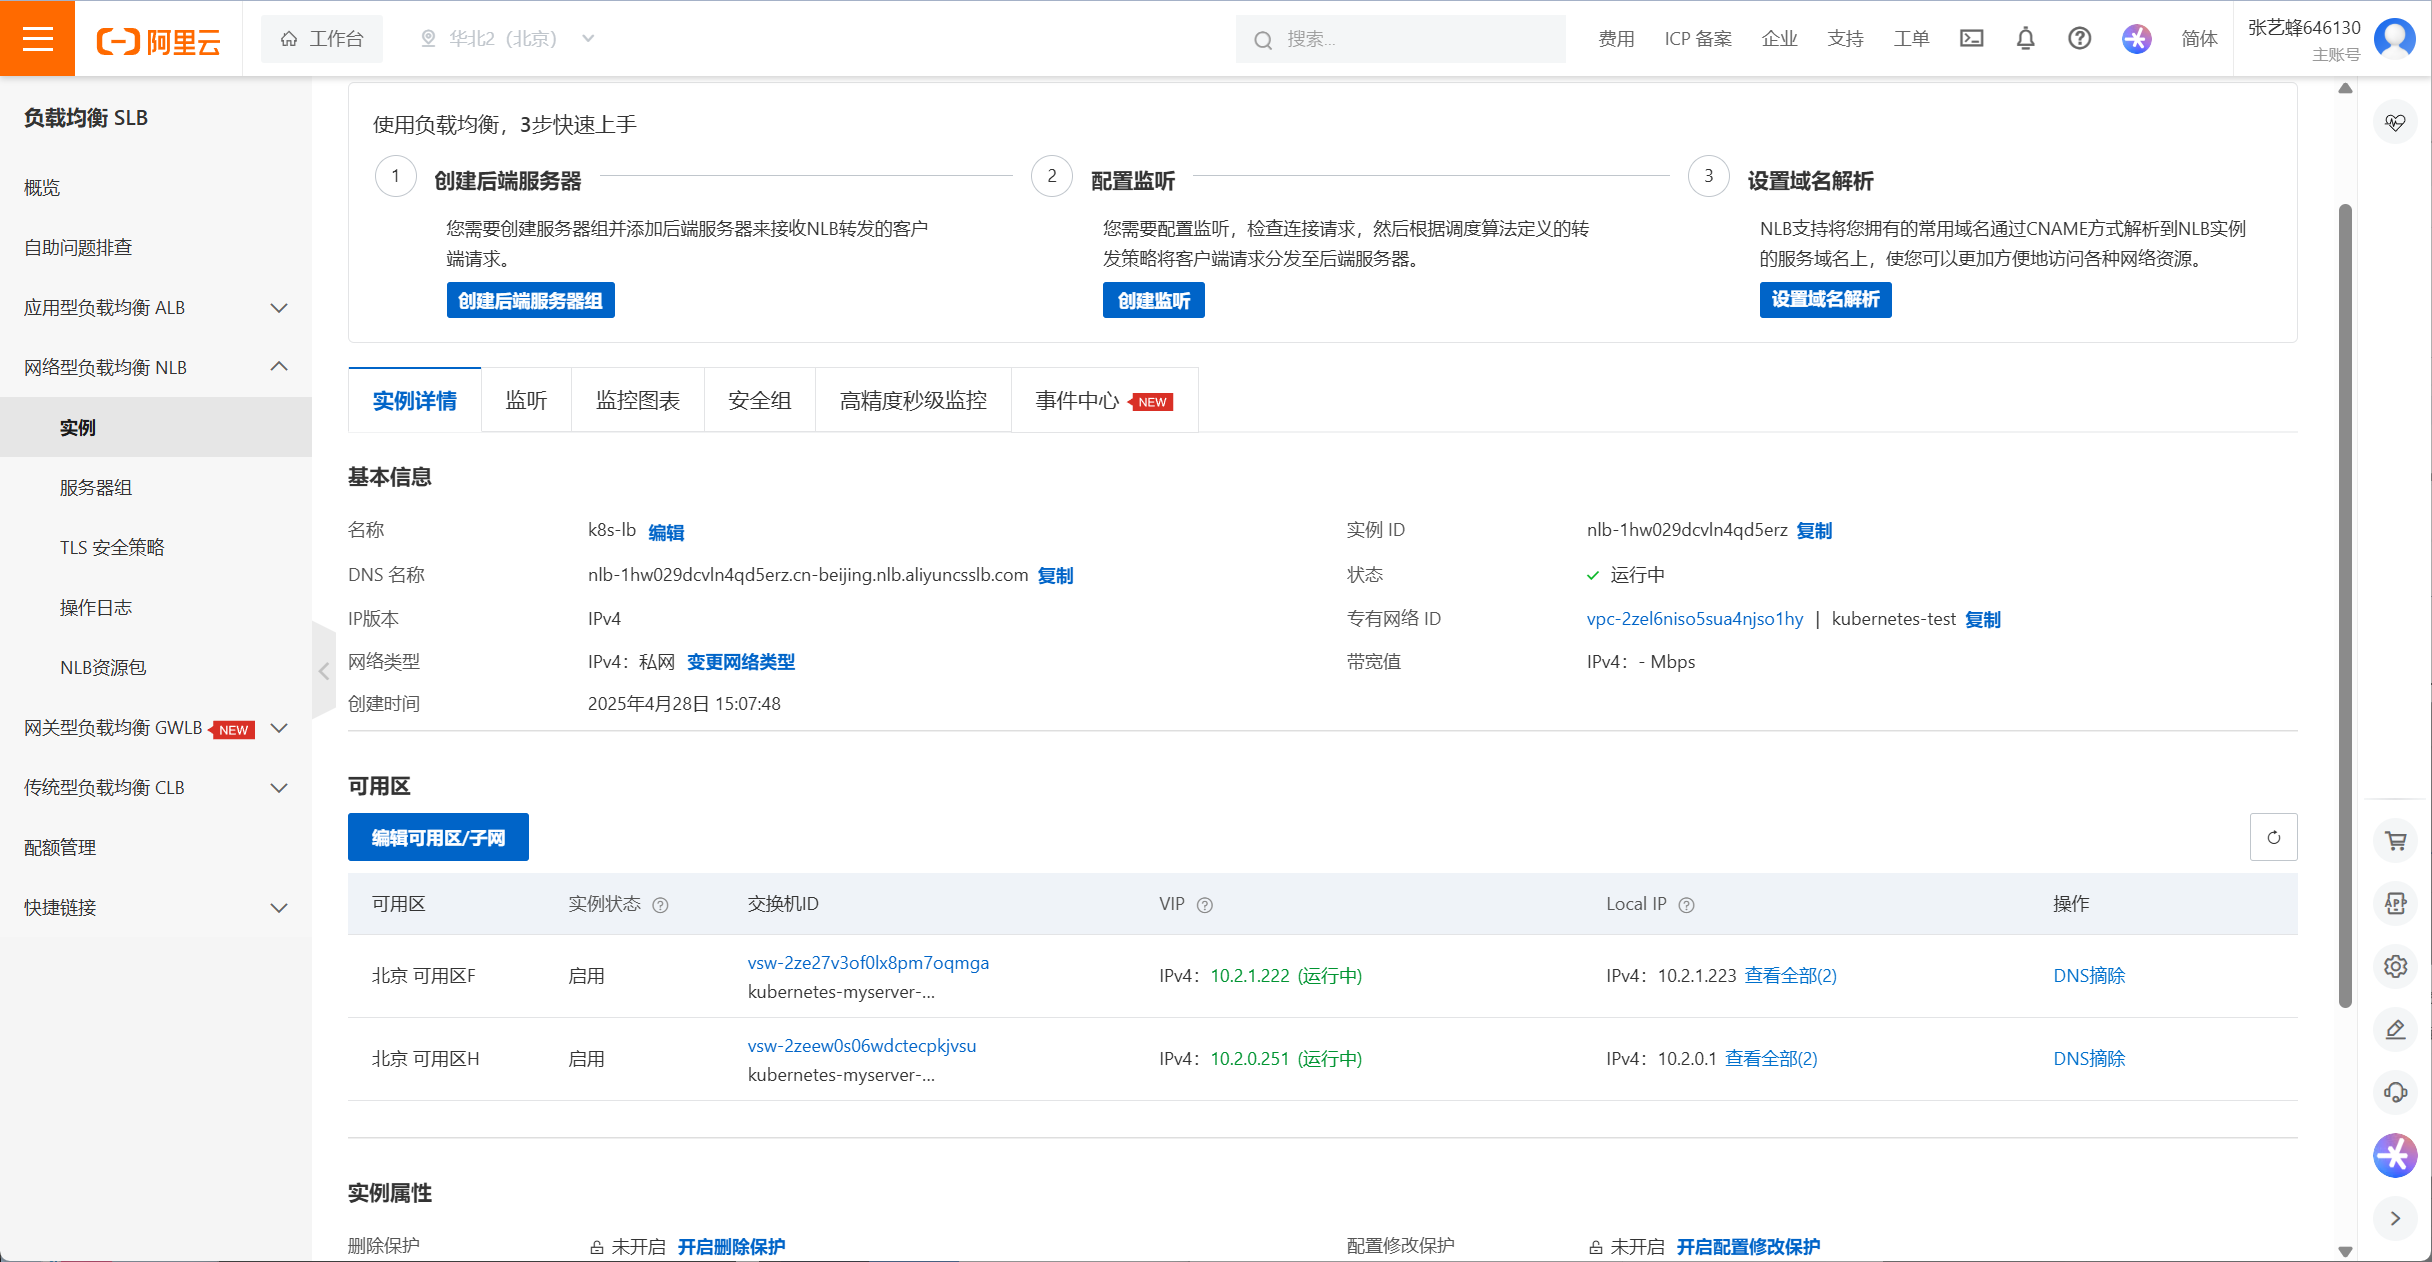 阿里云
工作台
华北2（北京）
搜索...
费用
ICP 备案
企业
支持
工单
简体
张艺蜂646130
主账号
负载均衡 SLB
概览
自助问题排查
应用型负载均衡 ALB
网络型负载均衡 NLB
实例
服务器组
TLS 安全策略
操作日志
NLB资源包
网关型负载均衡 GWLB NEW
传统型负载均衡 CLB
配额管理
快捷链接
使用负载均衡，3步快速上手
1 创建后端服务器
您需要创建服务器组并添加后端服务器来接收NLB转发的客户
端请求。
创建后端服务器组
2 配置监听
您需要配置监听，检查连接请求，然后根据调度算法定义的转
发策略将客户端请求分发至后端服务器。
创建监听
3 设置域名解析
NLB支持将您拥有的常用域名通过CNAME方式解析到NLB实例
的服务域名上，使您可以更加方便地访问各种网络资源。
设置域名解析
实例详情 监听 监控图表 安全组 高精度秒级监控 事件中心 NEW
基本信息
名称 k8s-lb 编辑
实例 ID nlb-1hw029dcvln4qd5erz 复制
DNS 名称 nlb-1hw029dcvln4qd5erz.cn-beijing.nlb.aliyuncsslb.com 复制
状态 运行中
IP版本 IPv4
专有网络 ID vpc-2zel6niso5sua4njso1hy | kubernetes-test 复制
网络类型 IPv4：私网 变更网络类型
带宽值 IPv4：- Mbps
创建时间 2025年4月28日 15:07:48
可用区
编辑可用区/子网
可用区 实例状态 交换机ID VIP Local IP 操作
北京 可用区F 启用 vsw-2ze27v3of0lx8pm7oqmga IPv4：10.2.1.222 (运行中) IPv4：10.2.1.223 查看全部(2) DNS摘除
kubernetes-myserver-...
北京 可用区H 启用 vsw-2zeew0s06wdctecpkjvsu IPv4：10.2.0.251 (运行中) IPv4：10.2.0.1 查看全部(2) DNS摘除
kubernetes-myserver-...
实例属性
删除保护 未开启 开启删除保护
配置修改保护 未开启 开启配置修改保护
APP